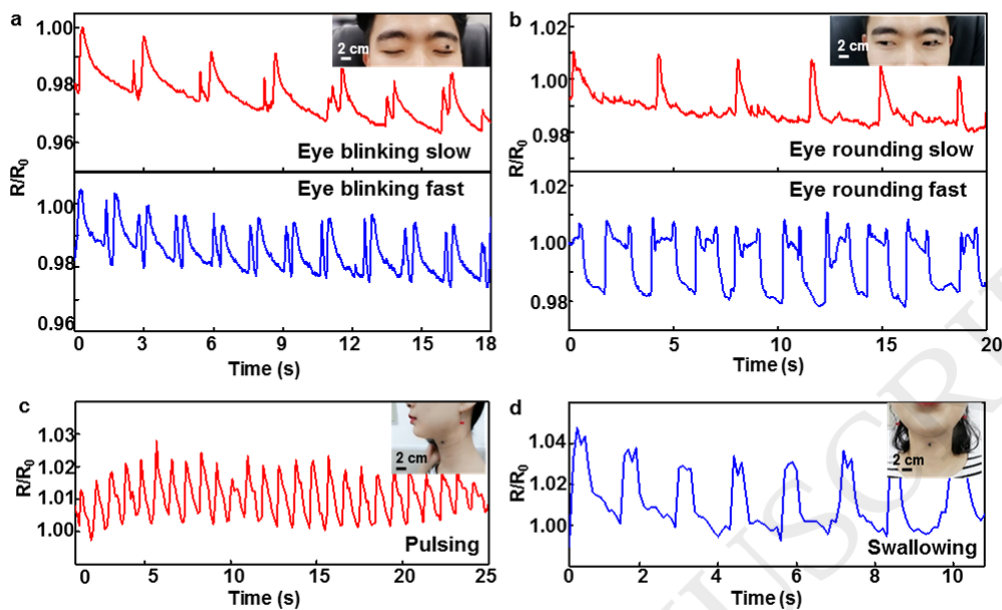 a
1.00
0.98
0.96
2 cm
Eye blinking slow
R/R0
Eye blinking fast
1.00
0.98
0.96
0 3 6 9 12 15 18
Time (s)
b
1.02
1.00
0.98
2 cm
Eye rounding slow
R/R0
Eye rounding fast
1.02
1.00
0.98
0 5 10 15 20
Time (s)
c
1.03
1.02
1.01
1.00
R/R0
2 cm
Pulsing
0 5 10 15 20 25
Time (s)
d
1.04
1.02
1.00
R/R0
2 cm
Swallowing
0 2 4 6 8 10
Time (s)